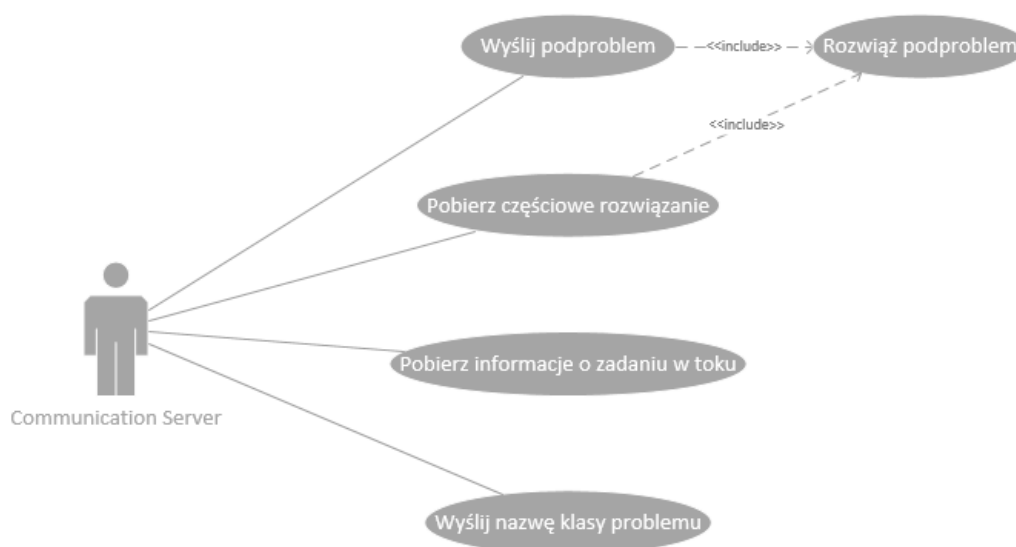 Wyślij podproblem
<<include>>
Rozwiąż podproblem
<<include>>
Pobierz częściowe rozwiązanie
Pobierz informacje o zadaniu w toku
Communication Server
Wyślij nazwę klasy problemu